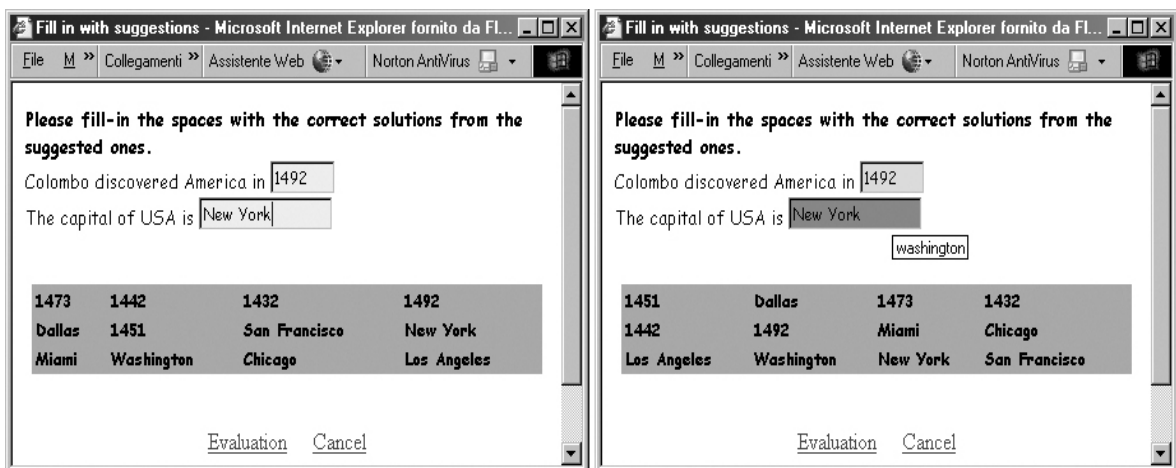 Fill in with suggestions - Microsoft Internet Explorer fornito da Fl...
File M » Collegamenti » Assistente Web Norton AntiVirus
Please fill-in the spaces with the correct solutions from the
suggested ones.
Colombo discovered America in 1492
The capital of USA is New York
1473 1442 1432 1492
Dallas 1451 San Francisco New York
Miami Washington Chicago Los Angeles
Evaluation Cancel
Fill in with suggestions - Microsoft Internet Explorer fornito da Fl...
File M » Collegamenti » Assistente Web Norton AntiVirus
Please fill-in the spaces with the correct solutions from the
suggested ones.
Colombo discovered America in 1492
The capital of USA is New York
washington
1451 Dallas 1473 1432
1442 1492 Miami Chicago
Los Angeles Washington New York San Francisco
Evaluation Cancel